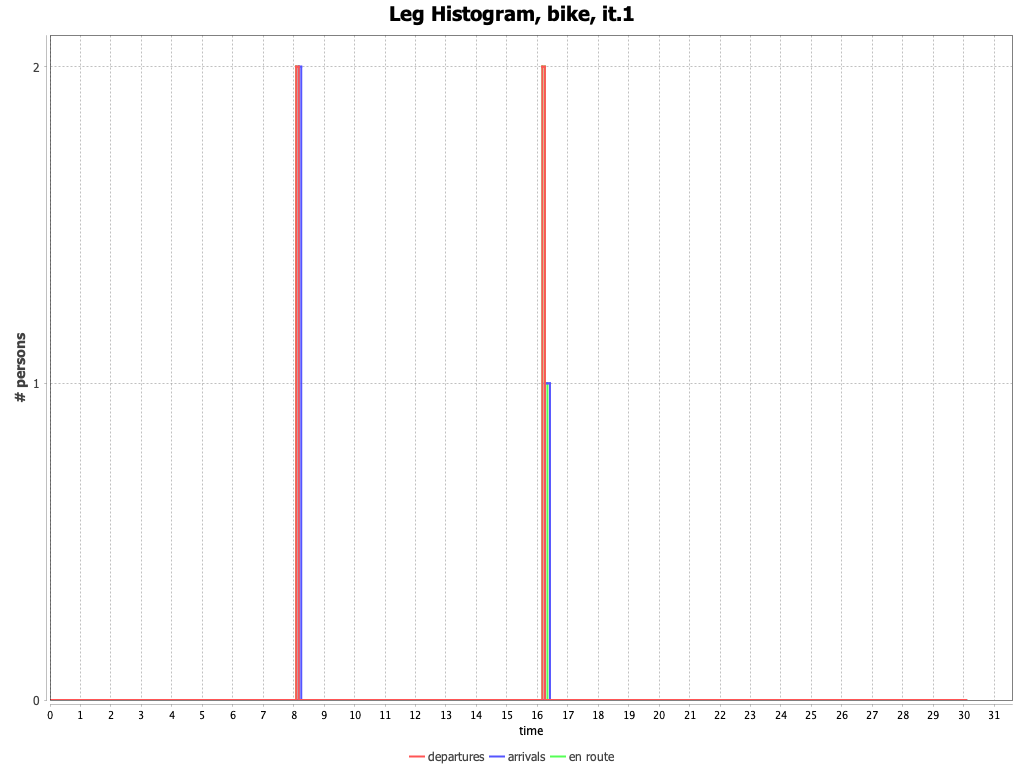 Leg Histogram, bike, it.1
# persons
2
1
0
0 1 2 3 4 5 6 7 8 9 10 11 12 13 14 15 16 17 18 19 20 21 22 23 24 25 26 27 28 29 30 31
time
departures arrivals en route